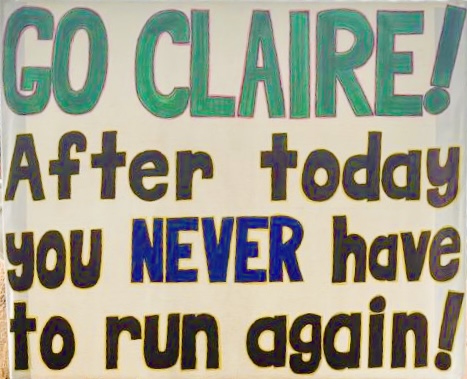 GO CLAIRE!
After today
you NEVER have
to run again!